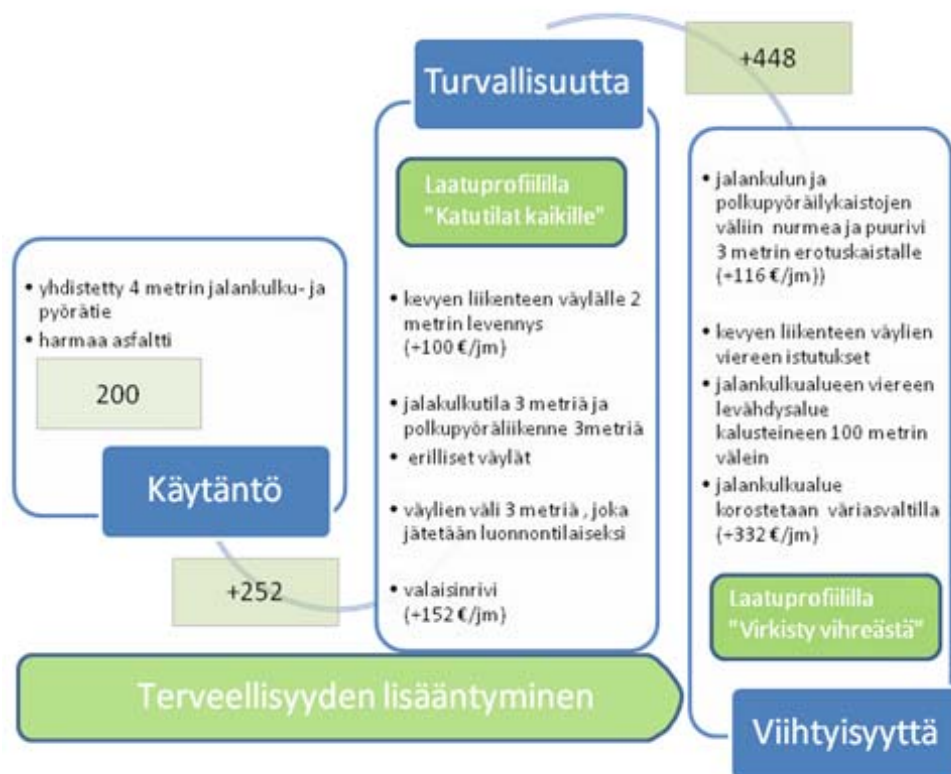 • yhdistetty 4 metrin jalankulku- ja
pyörätie
• harmaa asfaltti
200
Käytäntö
+252
Turvallisuutta
Laatuprofiililla
"Katutilat kaikille"
• kevyen liikenteen väylälle 2
metrin levennys
(+100 €/jm)
• jalakulkutila 3 metriä ja
polkupyöräliikenne 3metriä
• erilliset väylät
• väylien väli 3 metriä , joka
jätetään luonnontilaiseksi
• valaisinrivi
(+152 €/jm)
+448
• jalankulun ja
polkupyöräilykaistojen
väliin nurmea ja puurivi
3 metrin erotuskaistalle
(+116 €/jm))
• kevyen liikenteen väylien
viereen istutukset
• jalankulkualueen viereen
levähdysalue
kalusteineen 100 metrin
välein
• jalankulkualue
korostetaan väriasvaltilla
(+332 €/jm)
Laatuprofiililla
"Virkisty vihreästä"
Viihtyisyyttä
Terveellisyyden lisääntyminen